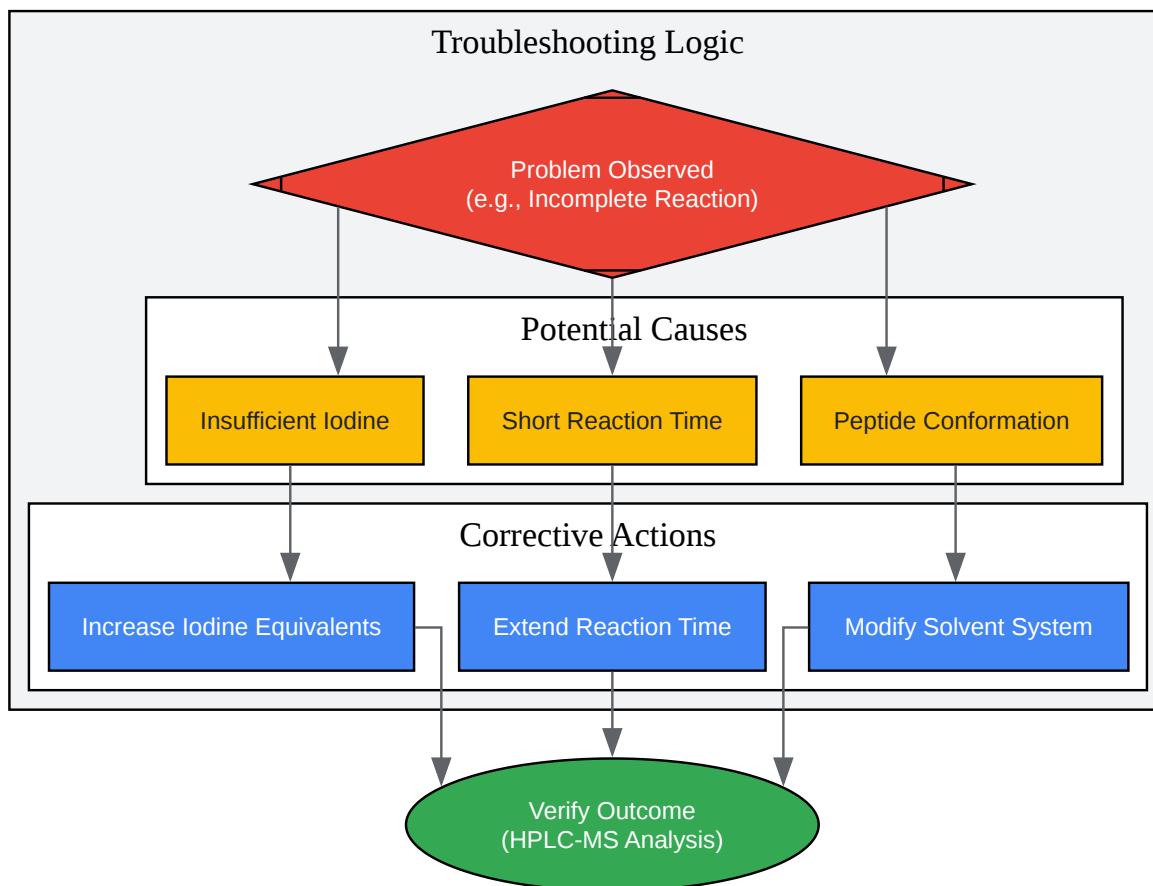 Troubleshooting Logic
Problem Observed
(e.g., Incomplete Reaction)
Potential Causes
Insufficient Iodine
Short Reaction Time
Peptide Conformation
Corrective Actions
Increase Iodine Equivalents
Extend Reaction Time
Modify Solvent System
Verify Outcome
(HPLC-MS Analysis)